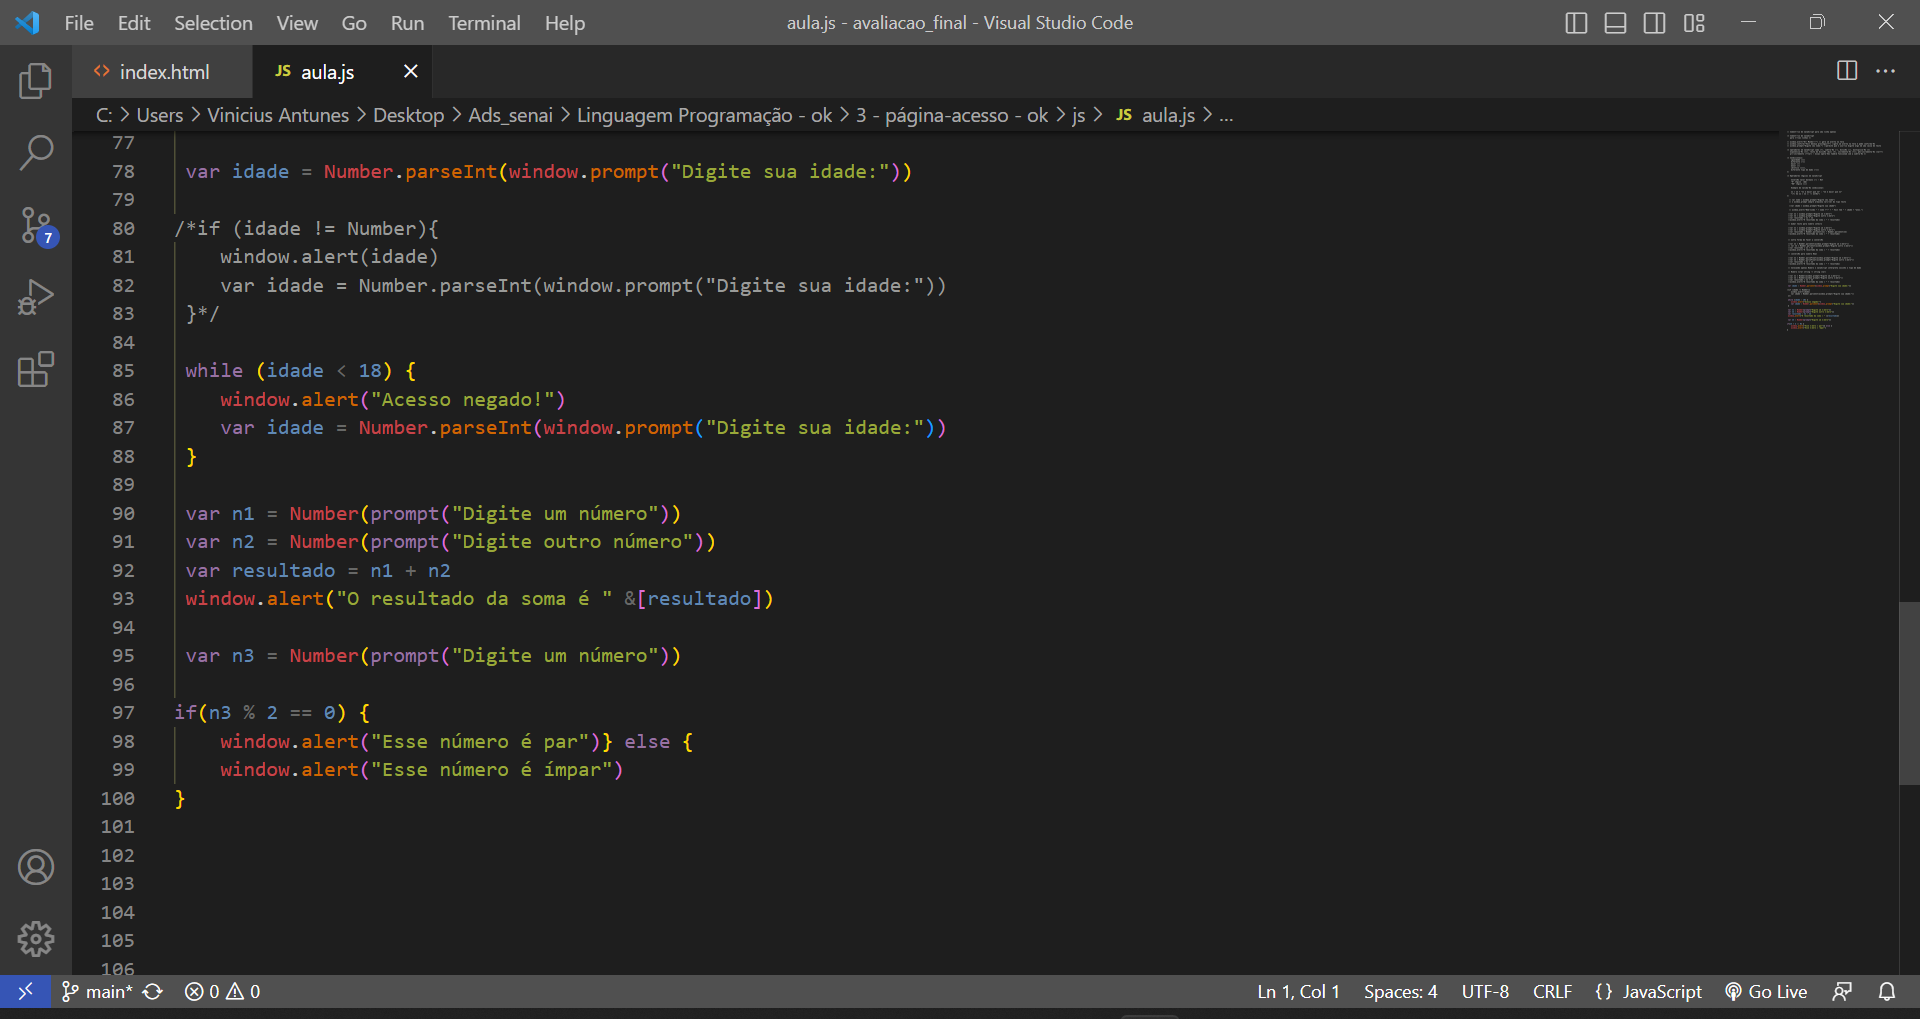 File Edit Selection View Go Run Terminal Help aula.js - avaliacao_final - Visual Studio Code
<> index.html JS aula.js
C: > Users > Vinicius Antunes > Desktop > Ads_senai > Linguagem Programação - ok > 3 - página-acesso - ok > js > JS aula.js > ...
77
78 var idade = Number.parseInt(window.prompt("Digite sua idade:"))
79
80 /*if (idade != Number){
81 window.alert(idade)
82 var idade = Number.parseInt(window.prompt("Digite sua idade:"))
83 }*/
84
85 while (idade < 18) {
86 window.alert("Acesso negado!")
87 var idade = Number.parseInt(window.prompt("Digite sua idade:"))
88 }
89
90 var n1 = Number(prompt("Digite um número"))
91 var n2 = Number(prompt("Digite outro número"))
92 var resultado = n1 + n2
93 window.alert("O resultado da soma é " &[resultado])
94
95 var n3 = Number(prompt("Digite um número"))
96
97 if(n3 % 2 == 0) {
98 window.alert("Esse número é par")} else {
99 window.alert("Esse número é ímpar")
100 }
101
102
103
104
105
106
7
main* 0 0 Ln 1, Col 1 Spaces: 4 UTF-8 CRLF {} JavaScript Go Live